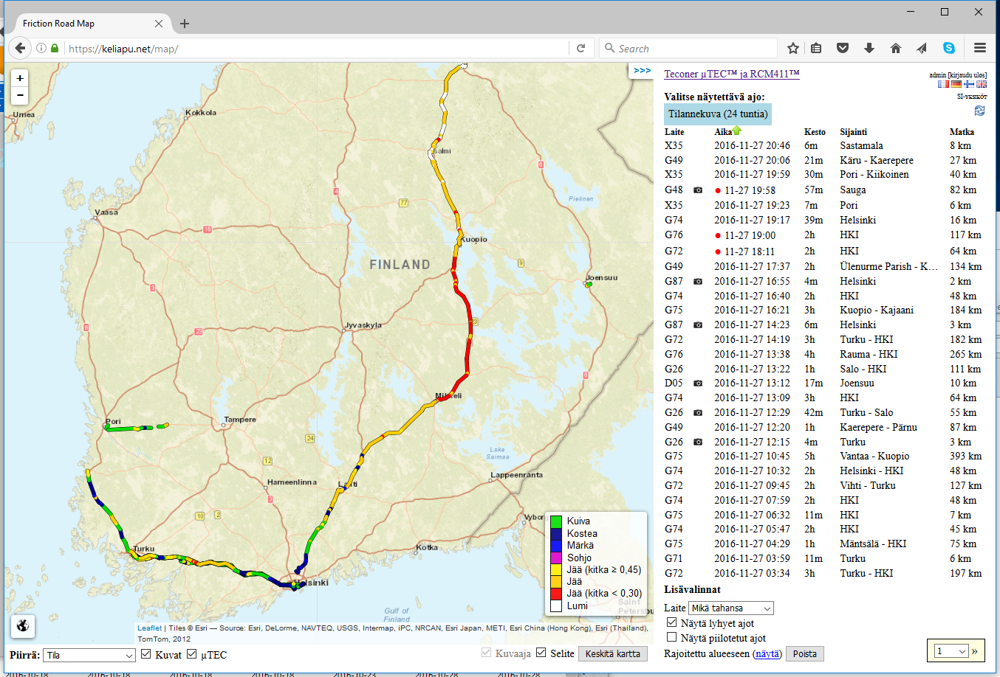 Friction Road Map
https://keliapu.net/map/
Search
+
−
>>>
Umea
Kokkola
Vaasa
Kuopio
Joensuu
Jyvaskyla
Pori
Tampere
Hameenlinna
Lappeenranta
Turku
Kotka
FINLAND
Pielinen
Lake
Saimaa
Gulf of
Finland
4
6
77
10
9
3
23
8
23
6
24
12
3
10
2
Kuiva
Kostea
Märkä
Sohjo
Jää (kitka ≥ 0,45)
Jää
Jää (kitka < 0,30)
Lumi
Leaflet | Tiles © Esri — Source: Esri, DeLorme, NAVTEQ, USGS, Intermap, iPC, NRCAN, Esri Japan, METI, Esri China (Hong Kong), Esri (Thailand),
TomTom, 2012
Piirrä: Tila Kuvat µTEC Kuvaaja Selite Keskitä kartta
Teconer µTEC™ ja RCM411™
admin [kirjaudu ulos]
SI-yksiköt
Valitse näytettävä ajo:
Tilannekuva (24 tuntia)
Laite Aika Kesto Sijainti Matka
X35 2016-11-27 20:46 6m Sastamala 8 km
G49 2016-11-27 20:06 21m Käru - Kaerepere 27 km
X35 2016-11-27 19:59 30m Pori - Kiikoinen 40 km
G48 11-27 19:58 57m Sauga 82 km
X35 2016-11-27 19:23 7m Pori 6 km
G74 2016-11-27 19:17 39m Helsinki 16 km
G76 11-27 19:00 2h HKI 117 km
G72 11-27 18:11 2h HKI 64 km
G49 2016-11-27 17:37 2h Ülenurme Parish - K... 134 km
G87 2016-11-27 16:55 4m Helsinki 2 km
G74 2016-11-27 16:40 2h HKI 48 km
G75 2016-11-27 16:21 3h Kuopio - Kajaani 184 km
G87 2016-11-27 14:23 6m Helsinki 3 km
G72 2016-11-27 14:19 3h Turku - HKI 182 km
G76 2016-11-27 13:38 4h Rauma - HKI 265 km
G26 2016-11-27 13:22 1h Salo - HKI 111 km
D05 2016-11-27 13:12 17m Joensuu 10 km
G74 2016-11-27 13:09 3h HKI 64 km
G26 2016-11-27 12:29 42m Turku - Salo 55 km
G49 2016-11-27 12:20 1h Kaerepere - Pärnu 87 km
G26 2016-11-27 12:15 4m Turku 3 km
G75 2016-11-27 10:45 5h Vantaa - Kuopio 393 km
G74 2016-11-27 10:32 2h Helsinki - HKI 48 km
G72 2016-11-27 09:45 2h Vihti - Turku 127 km
G74 2016-11-27 07:59 2h HKI 48 km
G75 2016-11-27 06:32 11m HKI 7 km
G74 2016-11-27 05:47 2h HKI 45 km
G75 2016-11-27 04:29 1h Mäntsälä - HKI 75 km
G71 2016-11-27 03:59 11m Turku 6 km
G72 2016-11-27 03:34 3h Turku - HKI 197 km
Lisävalinnat
Laite Mikä tahansa
Näytä lyhyet ajot
Näytä piilotetut ajot
Rajoitettu alueeseen (näytä) Poista
1 »